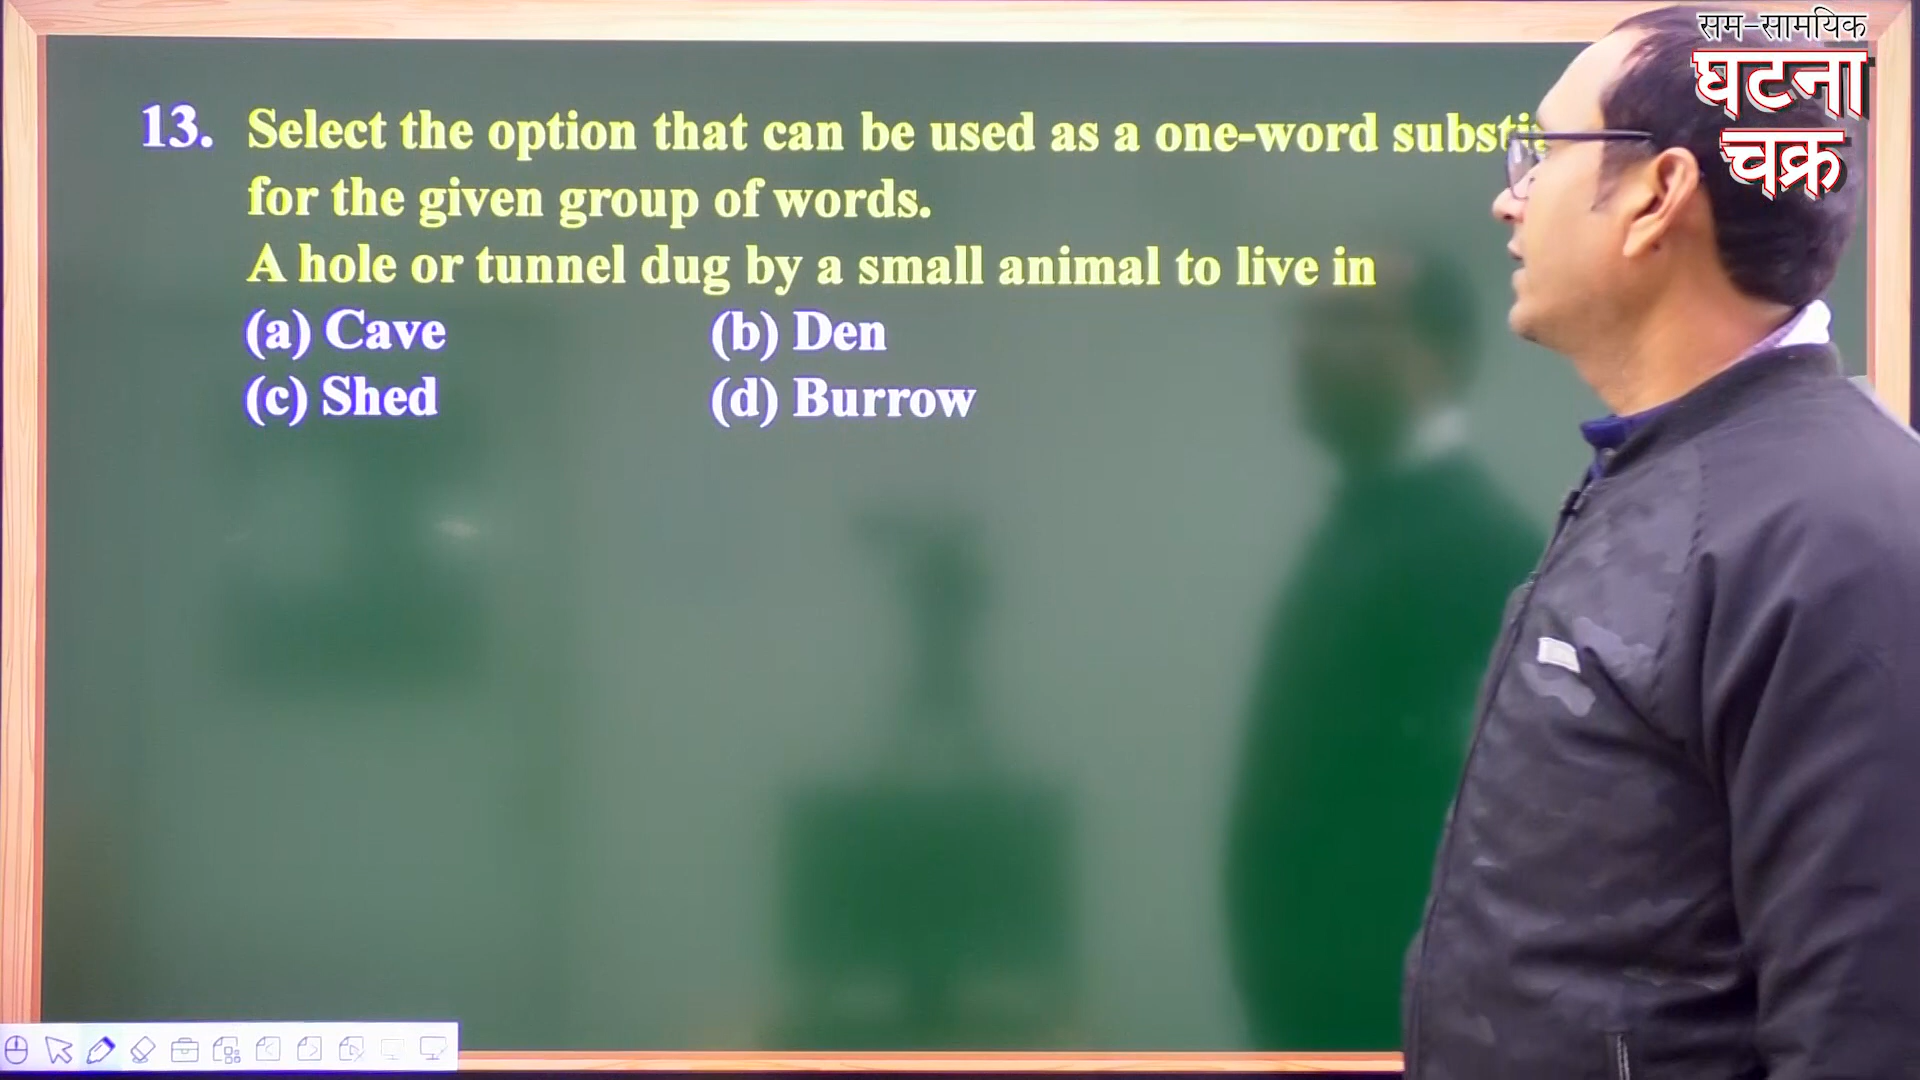 सम-सामयिक
घटना
चक्र
13. Select the option that can be used as a one-word
for the given group of words.
A hole or tunnel dug by a small animal to live in
(a) Cave (b) Den
(c) Shed (d) Burrow